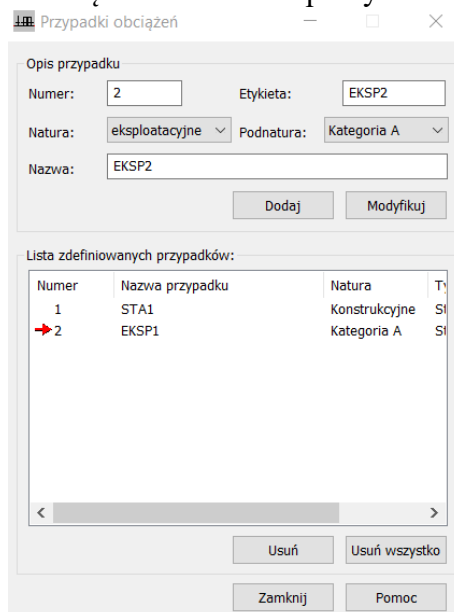 Przypadki obciążeń
Opis przypadku
Numer: 2 Etykieta: EKSP2
Natura: eksploatacyjne Podnatura: Kategoria A
Nazwa: EKSP2
Dodaj Modyfikuj
Lista zdefiniowanych przypadków:
Numer Nazwa przypadku Natura
1 STA1 Konstrukcyjne
2 EKSP1 Kategoria A
Usuń Usuń wszystko
Zamknij Pomoc